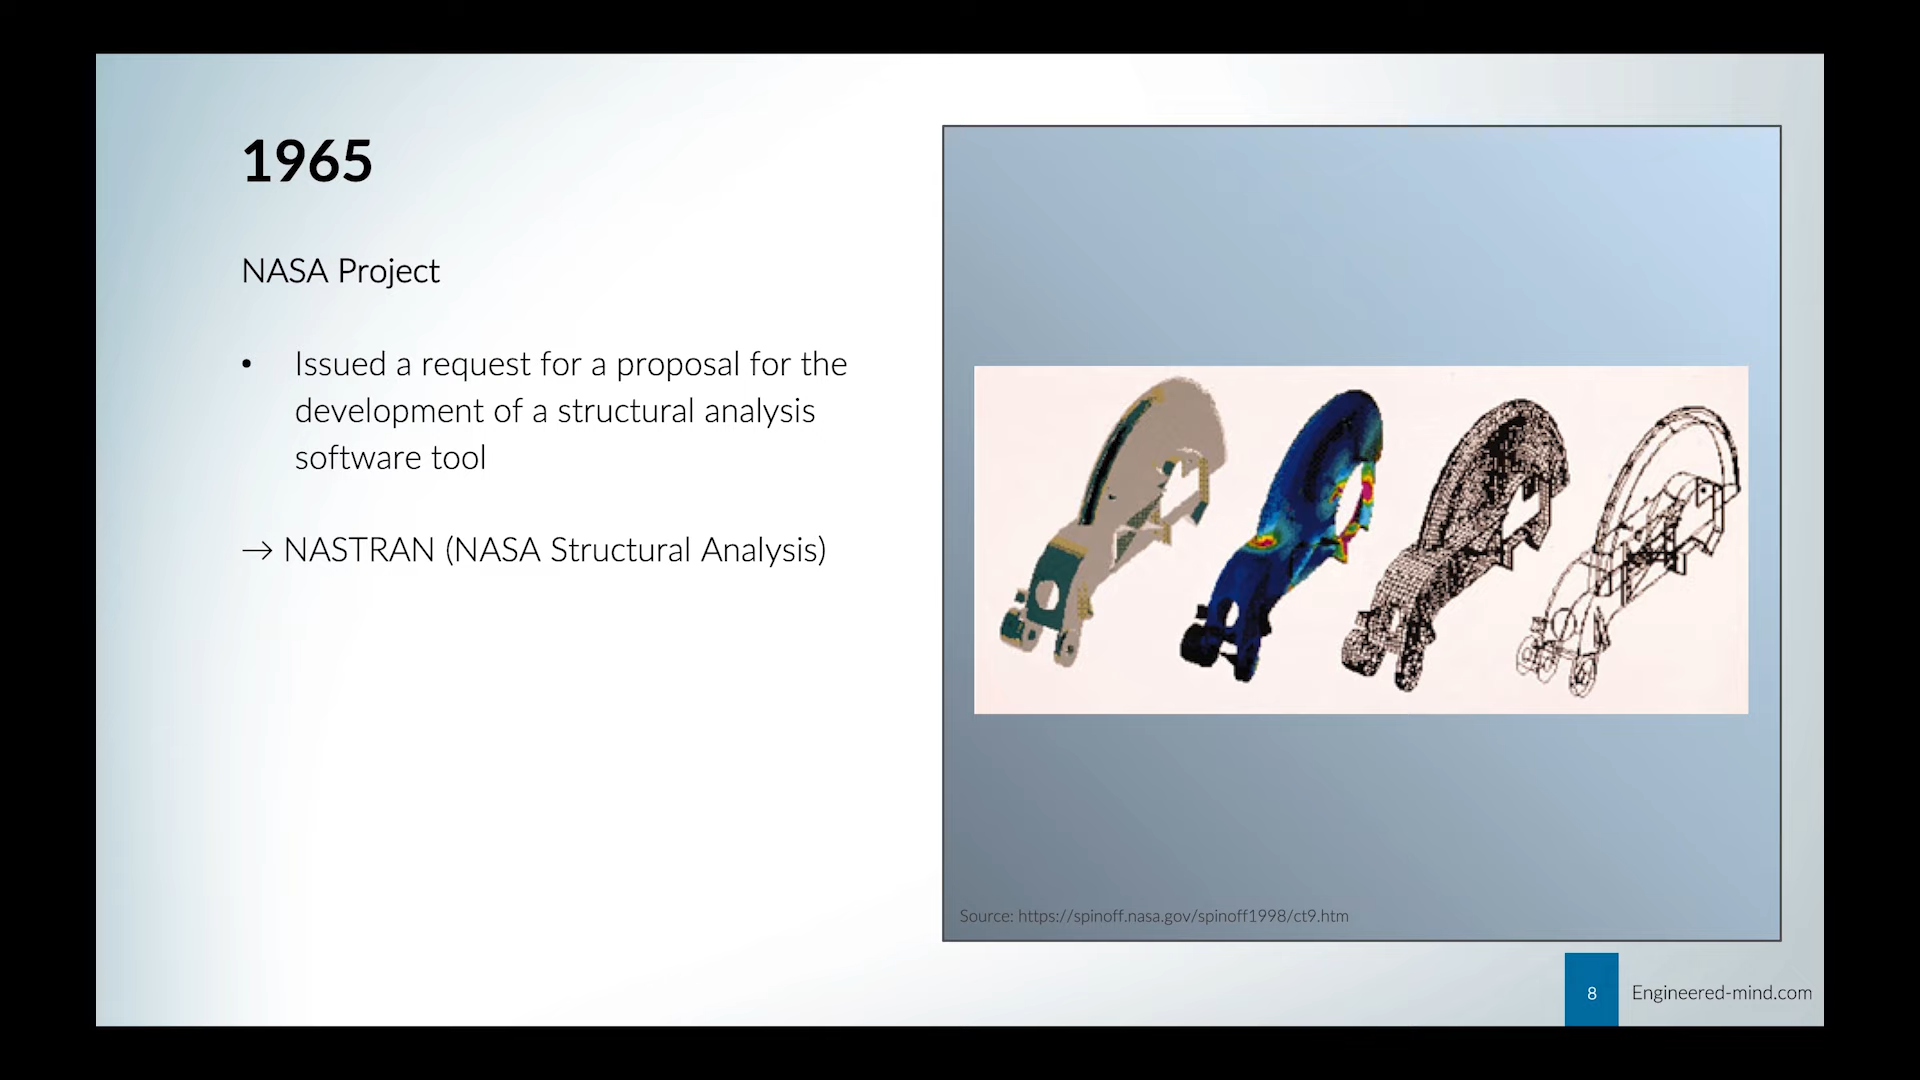 1965
NASA Project
• Issued a request for a proposal for the
development of a structural analysis
software tool
→ NASTRAN (NASA Structural Analysis)
Source: https://spinoff.nasa.gov/spinoff1998/ct9.htm
8
Engineered-mind.com